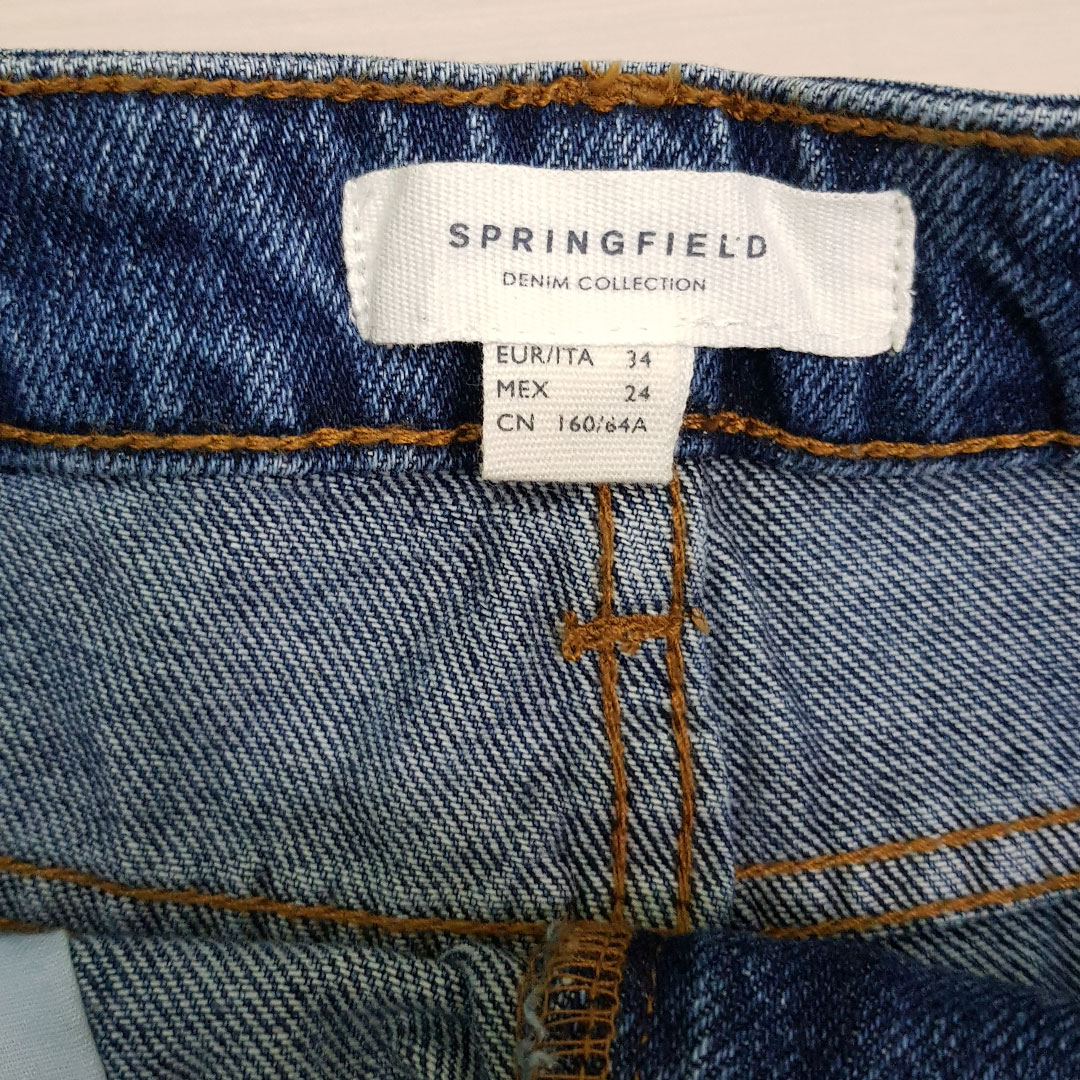 SPRINGFIELD
DENIM COLLECTION
EUR/ITA 34
MEX 24
CN 160/64A